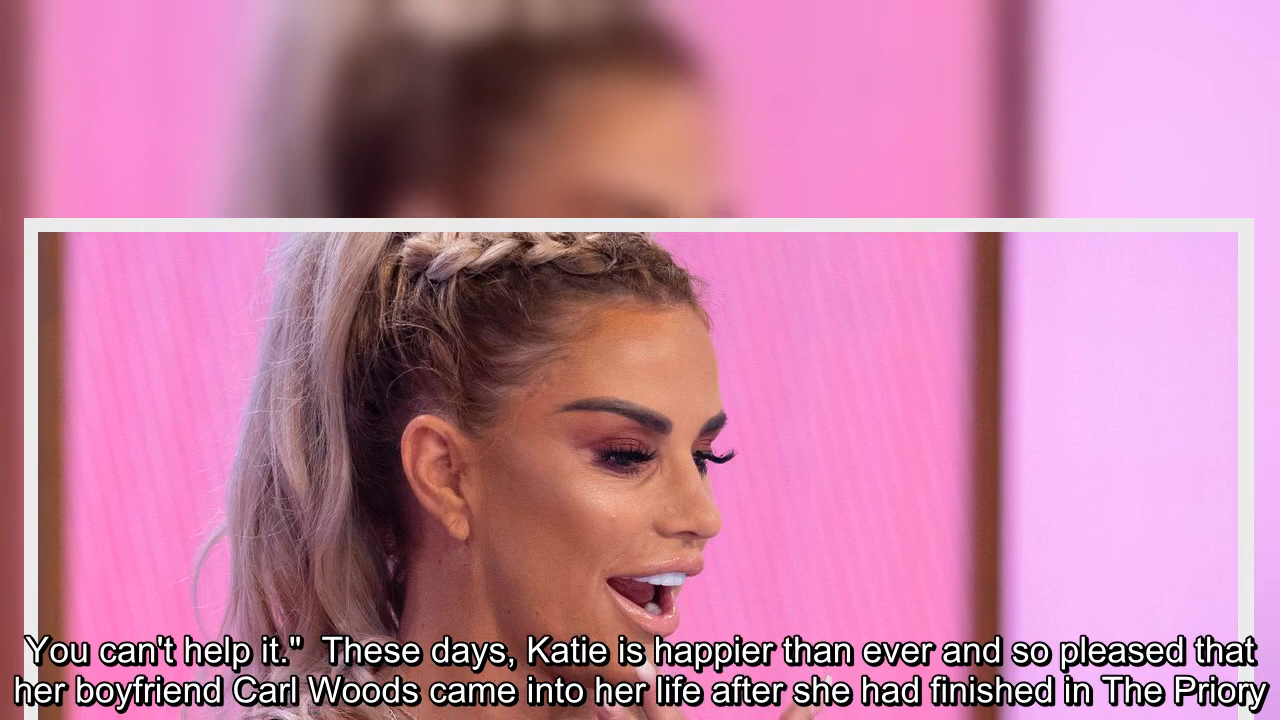 You can't help it."  These days, Katie is happier than ever and so pleased that
her boyfriend Carl Woods came into her life after she had finished in The Priory